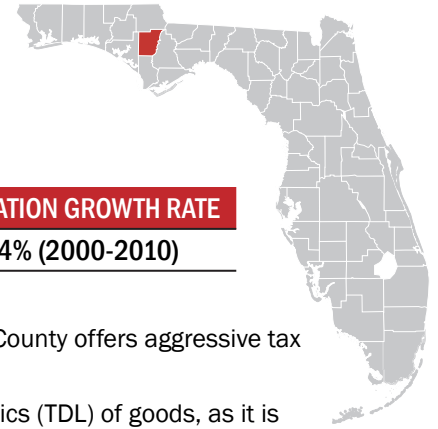 ATION GROWTH RATE
4% (2000-2010)
County offers aggressive tax
ics (TDL) of goods, as it is